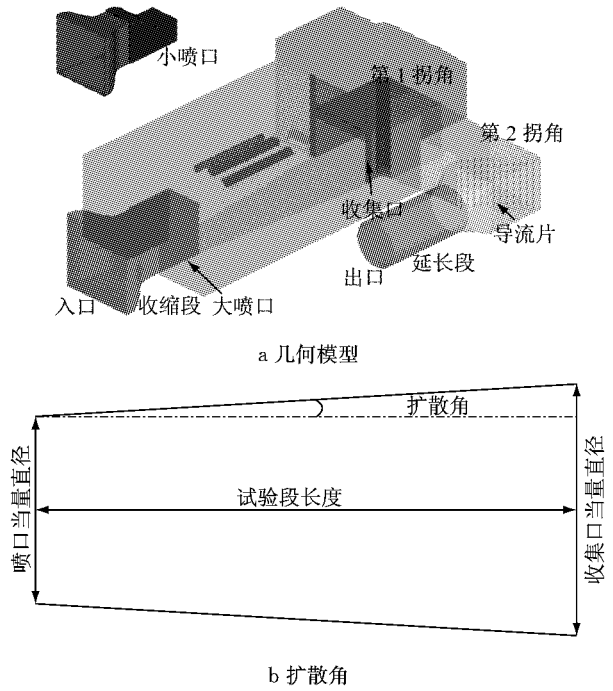 小喷口
第1拐角
第2拐角
收集口
导流片
延长段
出口
入口
收缩段
大喷口
a 几何模型
扩散角
喷口当量直径
试验段长度
收集口当量直径
b 扩散角